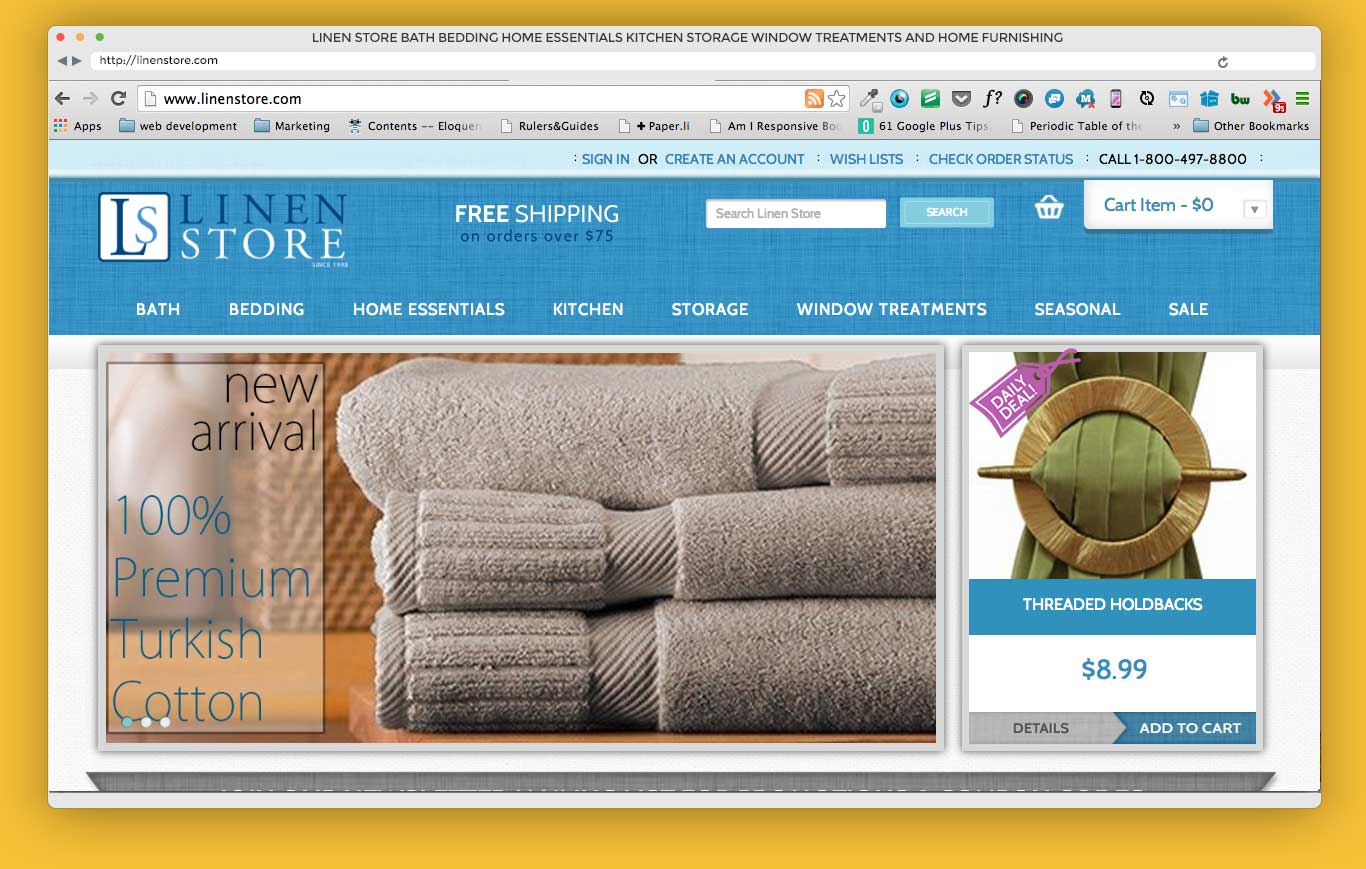 LINEN STORE BATH BEDDING HOME ESSENTIALS KITCHEN STORAGE WINDOW TREATMENTS AND HOME FURNISHING
http://linenstore.com
www.linenstore.com
f?
M
bw
9s
Apps web development Marketing Contents -- Eloquen Rulers&Guides + Paper.li Am I Responsive Boo 61 Google Plus Tips Periodic Table of the » Other Bookmarks
: SIGN IN OR CREATE AN ACCOUNT : WISH LISTS : CHECK ORDER STATUS : CALL 1-800-497-8800 :
LS
LINEN
STORE
SINCE 1998
FREE SHIPPING
on orders over $75
Search Linen Store
SEARCH
Cart Item - $0
BATH BEDDING HOME ESSENTIALS KITCHEN STORAGE WINDOW TREATMENTS SEASONAL SALE
new
arrival
100%
Premium
Turkish
Cotton
DAILY
DEAL!
THREADED HOLDBACKS
$8.99
DETAILS
ADD TO CART